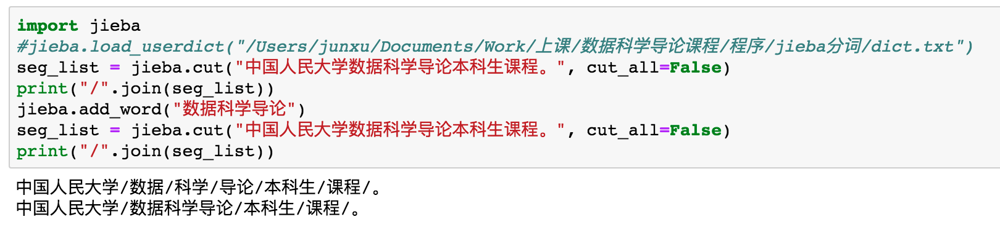 import jieba
#jieba.load_userdict("/Users/junxu/Documents/Work/上课/数据科学导论课程/程序/jieba分词/dict.txt")
seg_list = jieba.cut("中国人民大学数据科学导论本科生课程。", cut_all=False)
print("/".join(seg_list))
jieba.add_word("数据科学导论")
seg_list = jieba.cut("中国人民大学数据科学导论本科生课程。", cut_all=False)
print("/".join(seg_list))
中国人民大学/数据/科学/导论/本科生/课程/。
中国人民大学/数据科学导论/本科生/课程/。